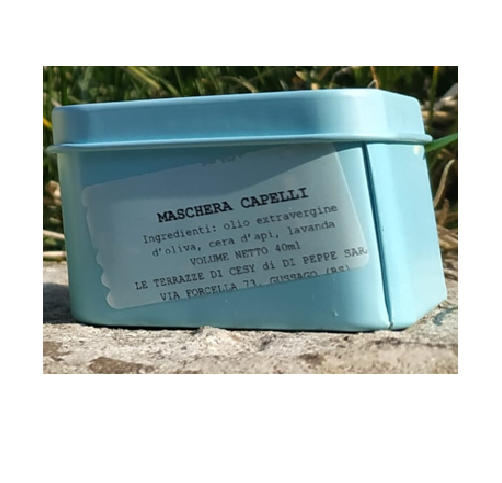 MASCHERA CAPELLI
Ingredienti: olio extravergine
d'oliva, cera d'api, lavanda
VOLUME NETTO 40ml
LE TERRAZZE DI CESY di DI PEPPE SAR
VIA FORCELLA 73, GUSSAGO (BS)